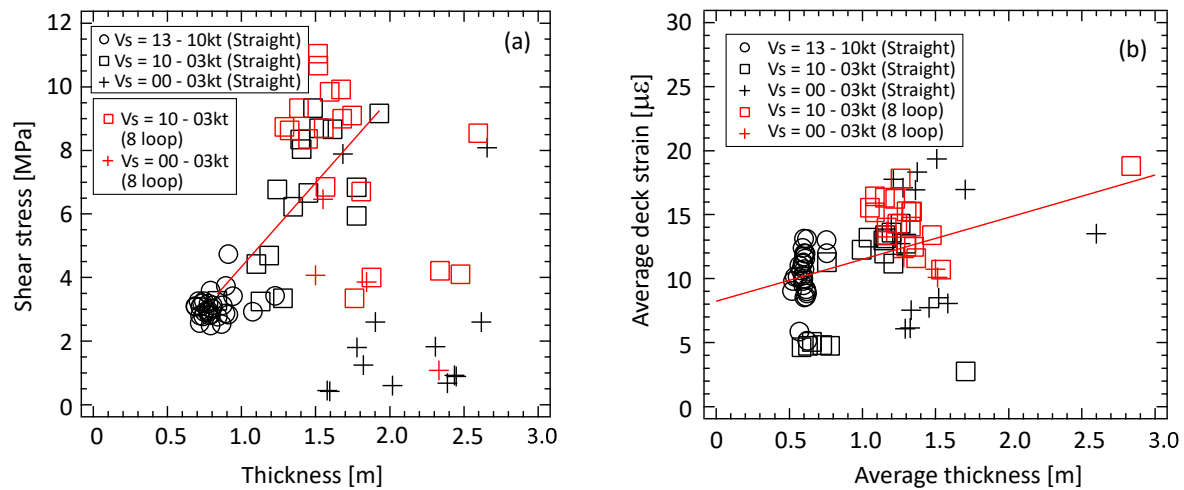 (a)
Vs = 13 - 10kt (Straight)
Vs = 10 - 03kt (Straight)
Vs = 00 - 03kt (Straight)
Vs = 10 - 03kt
(8 loop)
Vs = 00 - 03kt
(8 loop)
Shear stress [MPa]
12
10
8
6
4
2
0
0 0.5 1.0 1.5 2.0 2.5 3.0
Thickness [m]
(b)
Vs = 13 - 10kt (Straight)
Vs = 10 - 03kt (Straight)
Vs = 00 - 03kt (Straight)
Vs = 10 - 03kt (8 loop)
Vs = 00 - 03kt (8 loop)
Average deck strain [με]
30
25
20
15
10
5
0
0 0.5 1.0 1.5 2.0 2.5 3.0
Average thickness [m]